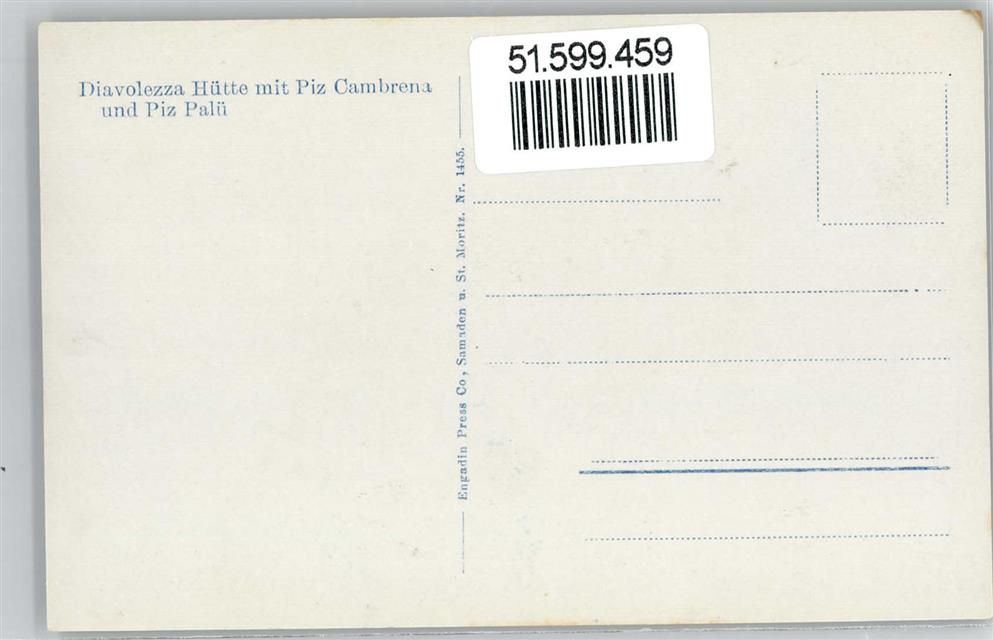 Diavolezza Hütte mit Piz Cambrena
und Piz Palü
51.599.459
Engadin Press Co., Samaden u. St. Moritz. Nr. 1455.